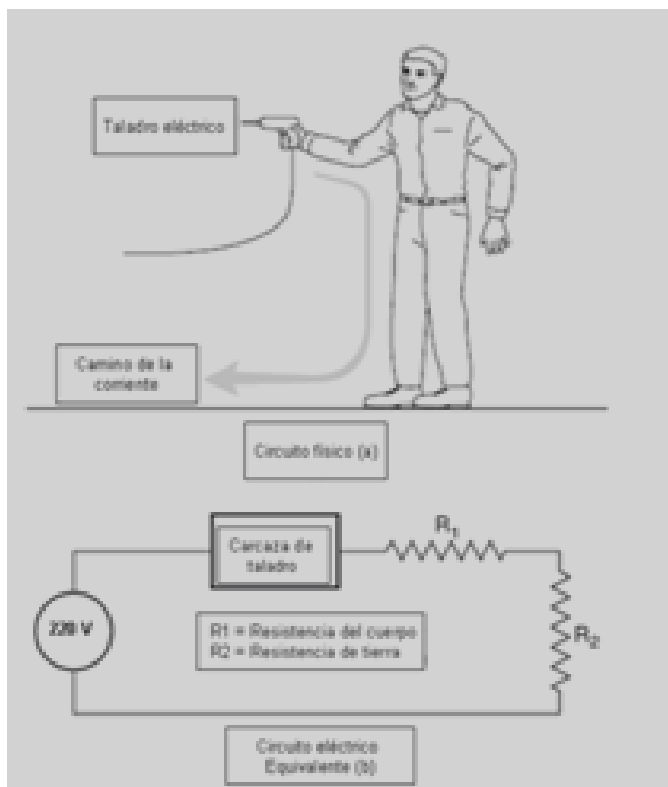 Taladro eléctrico
Camino de la
corriente
Circuito físico (a)
Carcaza de
taladro
R1
220 V
R1 = Resistencia del cuerpo
R2 = Resistencia de tierra
R2
Circuito eléctrico
Equivalente (b)